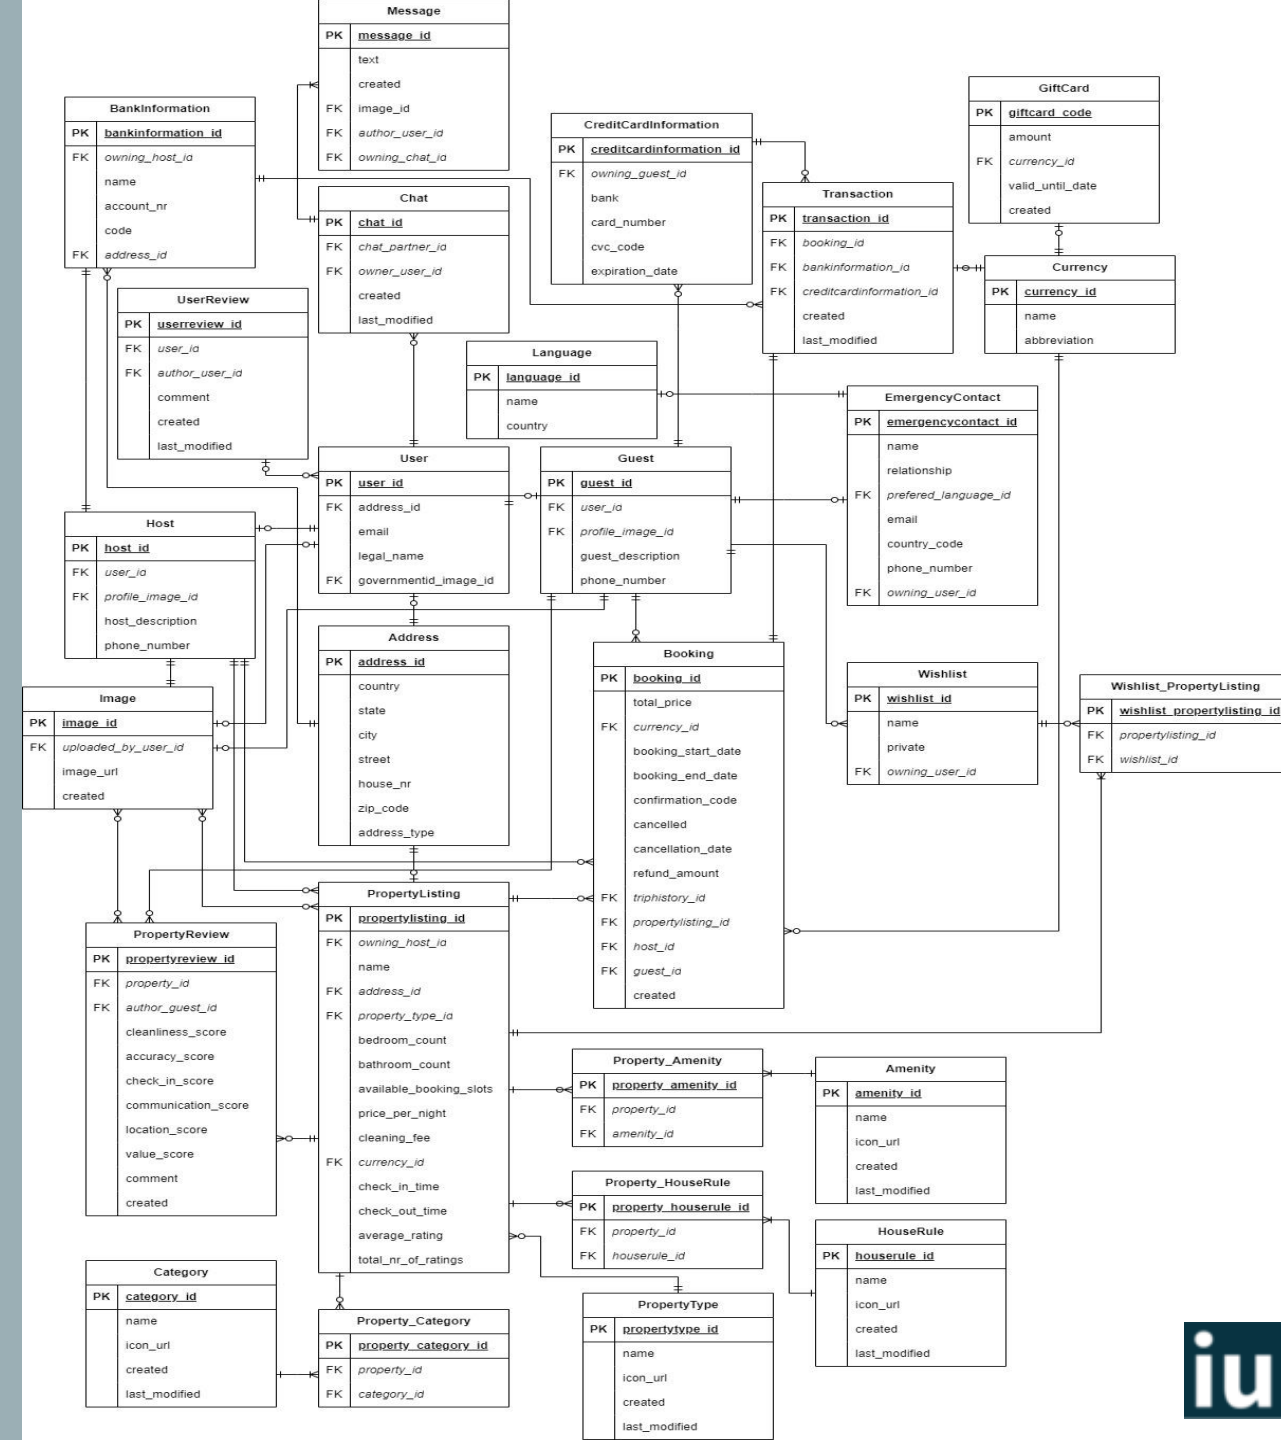 Message
PK message_id
text
created
FK image_id
FK author_user_id
FK owning_chat_id
BankInformation
PK bankinformation_id
FK owning_host_id
name
account_nr
code
FK address_id
Chat
PK chat_id
FK chat_partner_id
FK owner_user_id
created
last_modified
CreditCardInformation
PK creditcardinformation_id
FK owning_guest_id
bank
card_number
cvc_code
expiration_date
GiftCard
PK giftcard_code
amount
FK currency_id
valid_until_date
created
Transaction
PK transaction_id
FK booking_id
FK bankinformation_id
FK creditcardinformation_id
created
last_modified
Currency
PK currency_id
name
abbreviation
UserReview
PK userreview_id
FK user_id
FK author_user_id
comment
created
last_modified
Language
PK language_id
name
country
EmergencyContact
PK emergencycontact_id
name
relationship
FK prefered_language_id
email
country_code
phone_number
FK owning_user_id
User
PK user_id
FK address_id
email
legal_name
FK governmentid_image_id
Guest
PK guest_id
FK user_id
FK profile_image_id
guest_description
phone_number
Host
PK host_id
FK user_id
FK profile_image_id
host_description
phone_number
Address
PK address_id
country
state
city
street
house_nr
zip_code
address_type
Booking
PK booking_id
total_price
FK currency_id
booking_start_date
booking_end_date
confirmation_code
cancelled
cancellation_date
refund_amount
FK triphistory_id
FK propertylisting_id
FK host_id
FK guest_id
created
Wishlist
PK wishlist_id
name
private
FK owning_user_id
Wishlist_PropertyListing
PK wishlist_propertylisting_id
FK propertylisting_id
FK wishlist_id
Image
PK image_id
FK uploaded_by_user_id
image_url
created
PropertyListing
PK propertylisting_id
FK owning_host_id
name
FK address_id
FK property_type_id
bedroom_count
bathroom_count
available_booking_slots
price_per_night
cleaning_fee
FK currency_id
check_in_time
check_out_time
average_rating
total_nr_of_ratings
PropertyReview
PK propertyreview_id
FK property_id
FK author_guest_id
cleanliness_score
accuracy_score
check_in_score
communication_score
location_score
value_score
comment
created
Property_Amenity
PK property_amenity_id
FK property_id
FK amenity_id
Amenity
PK amenity_id
name
icon_url
created
last_modified
Property_HouseRule
PK property_houserule_id
FK property_id
FK houserule_id
HouseRule
PK houserule_id
name
icon_url
created
last_modified
Category
PK category_id
name
icon_url
created
last_modified
Property_Category
PK property_category_id
FK property_id
FK category_id
PropertyType
PK propertytype_id
name
icon_url
created
last_modified
iu